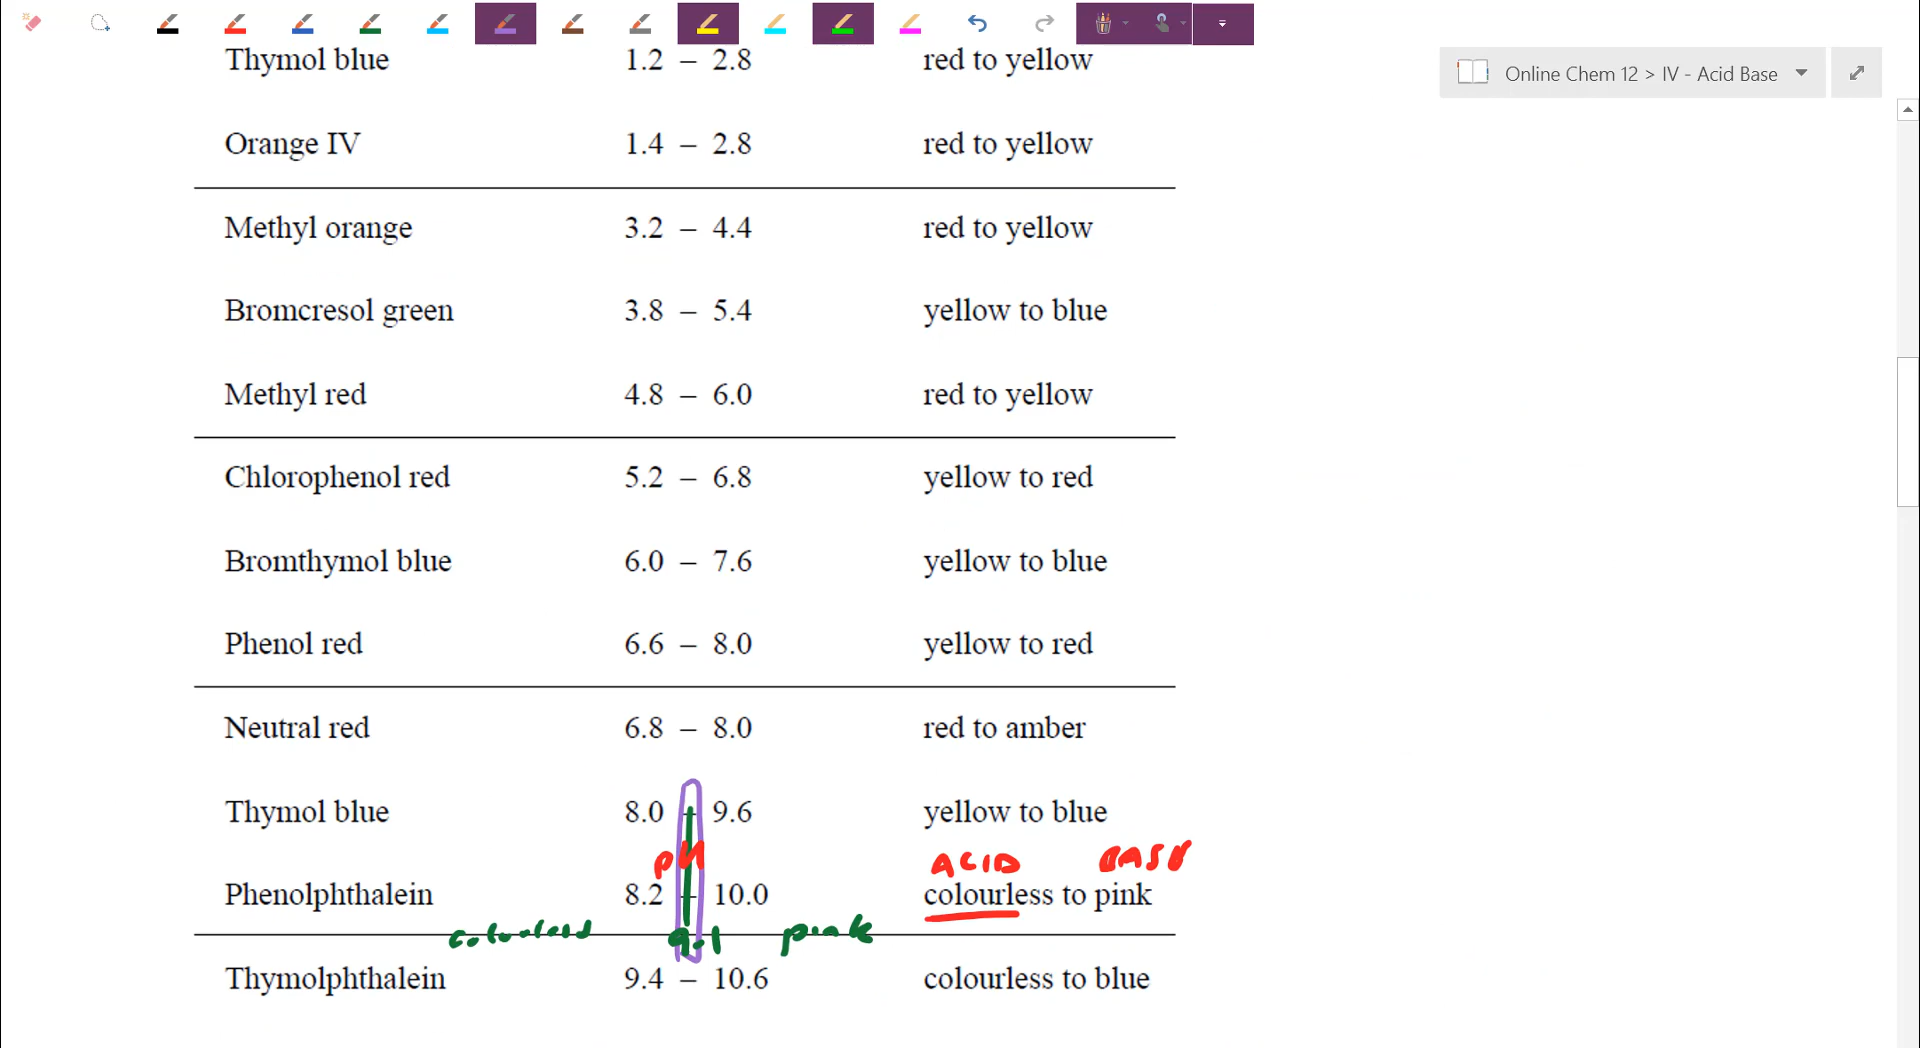 Online Chem 12 > IV - Acid Base
Thymol blue 1.2 – 2.8 red to yellow
Orange IV 1.4 – 2.8 red to yellow
Methyl orange 3.2 – 4.4 red to yellow
Bromcresol green 3.8 – 5.4 yellow to blue
Methyl red 4.8 – 6.0 red to yellow
Chlorophenol red 5.2 – 6.8 yellow to red
Bromthymol blue 6.0 – 7.6 yellow to blue
Phenol red 6.6 – 8.0 yellow to red
Neutral red 6.8 – 8.0 red to amber
Thymol blue 8.0 – 9.6 yellow to blue
pH ACID BASE
Phenolphthalein 8.2 – 10.0 colourless to pink
colourless 9.1 pink
Thymolphthalein 9.4 – 10.6 colourless to blue